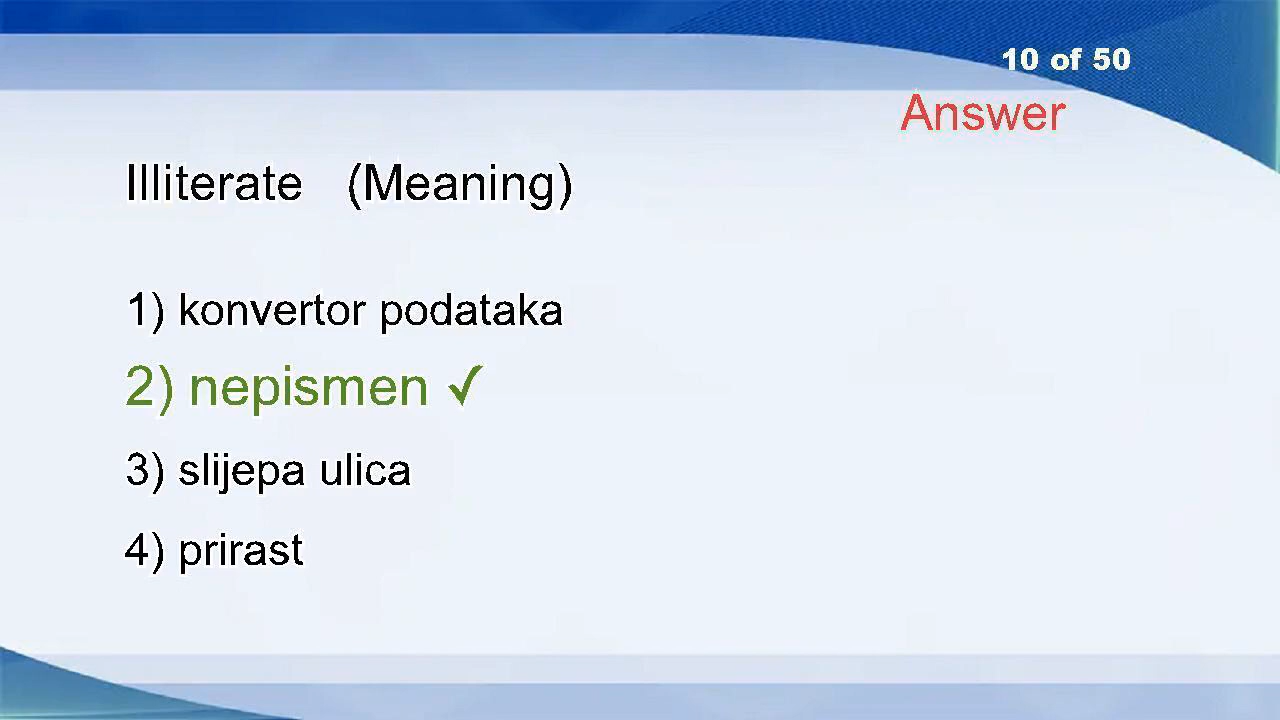 10 of 50
Answer
Illiterate (Meaning)
1) konvertor podataka
2) nepismen ✓
3) slijepa ulica
4) prirast